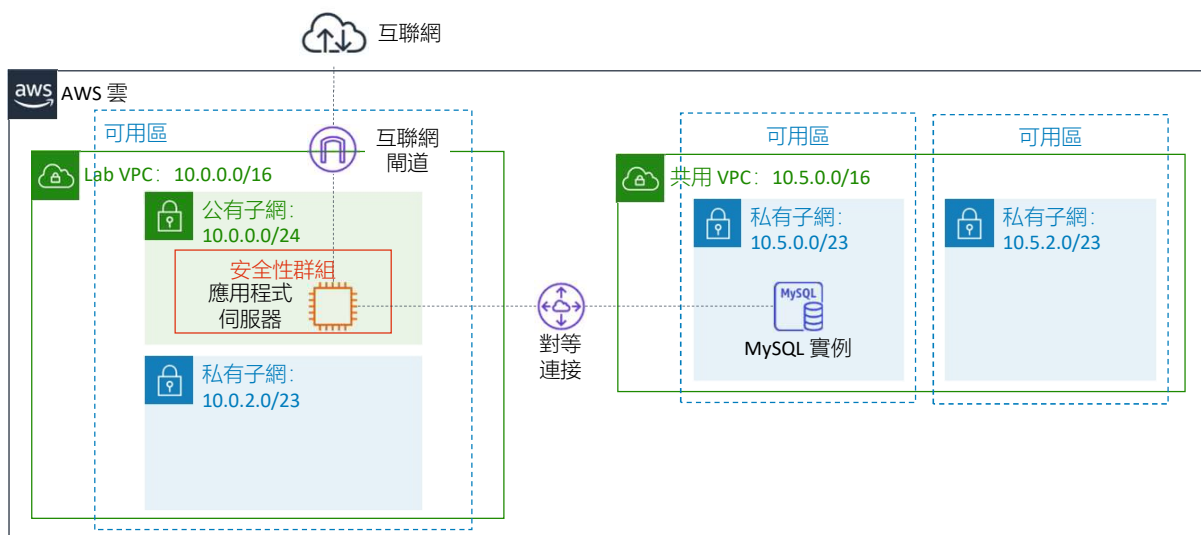 互聯網
aws
AWS 雲
可用區
互聯網
閘道
Lab VPC：10.0.0.0/16
公有子網：
10.0.0.0/24
安全性群組
應用程式
伺服器
私有子網：
10.0.2.0/23
對等
連接
可用區
可用區
共用 VPC：10.5.0.0/16
私有子網：
10.5.0.0/23
MySQL
MySQL 實例
私有子網：
10.5.2.0/23